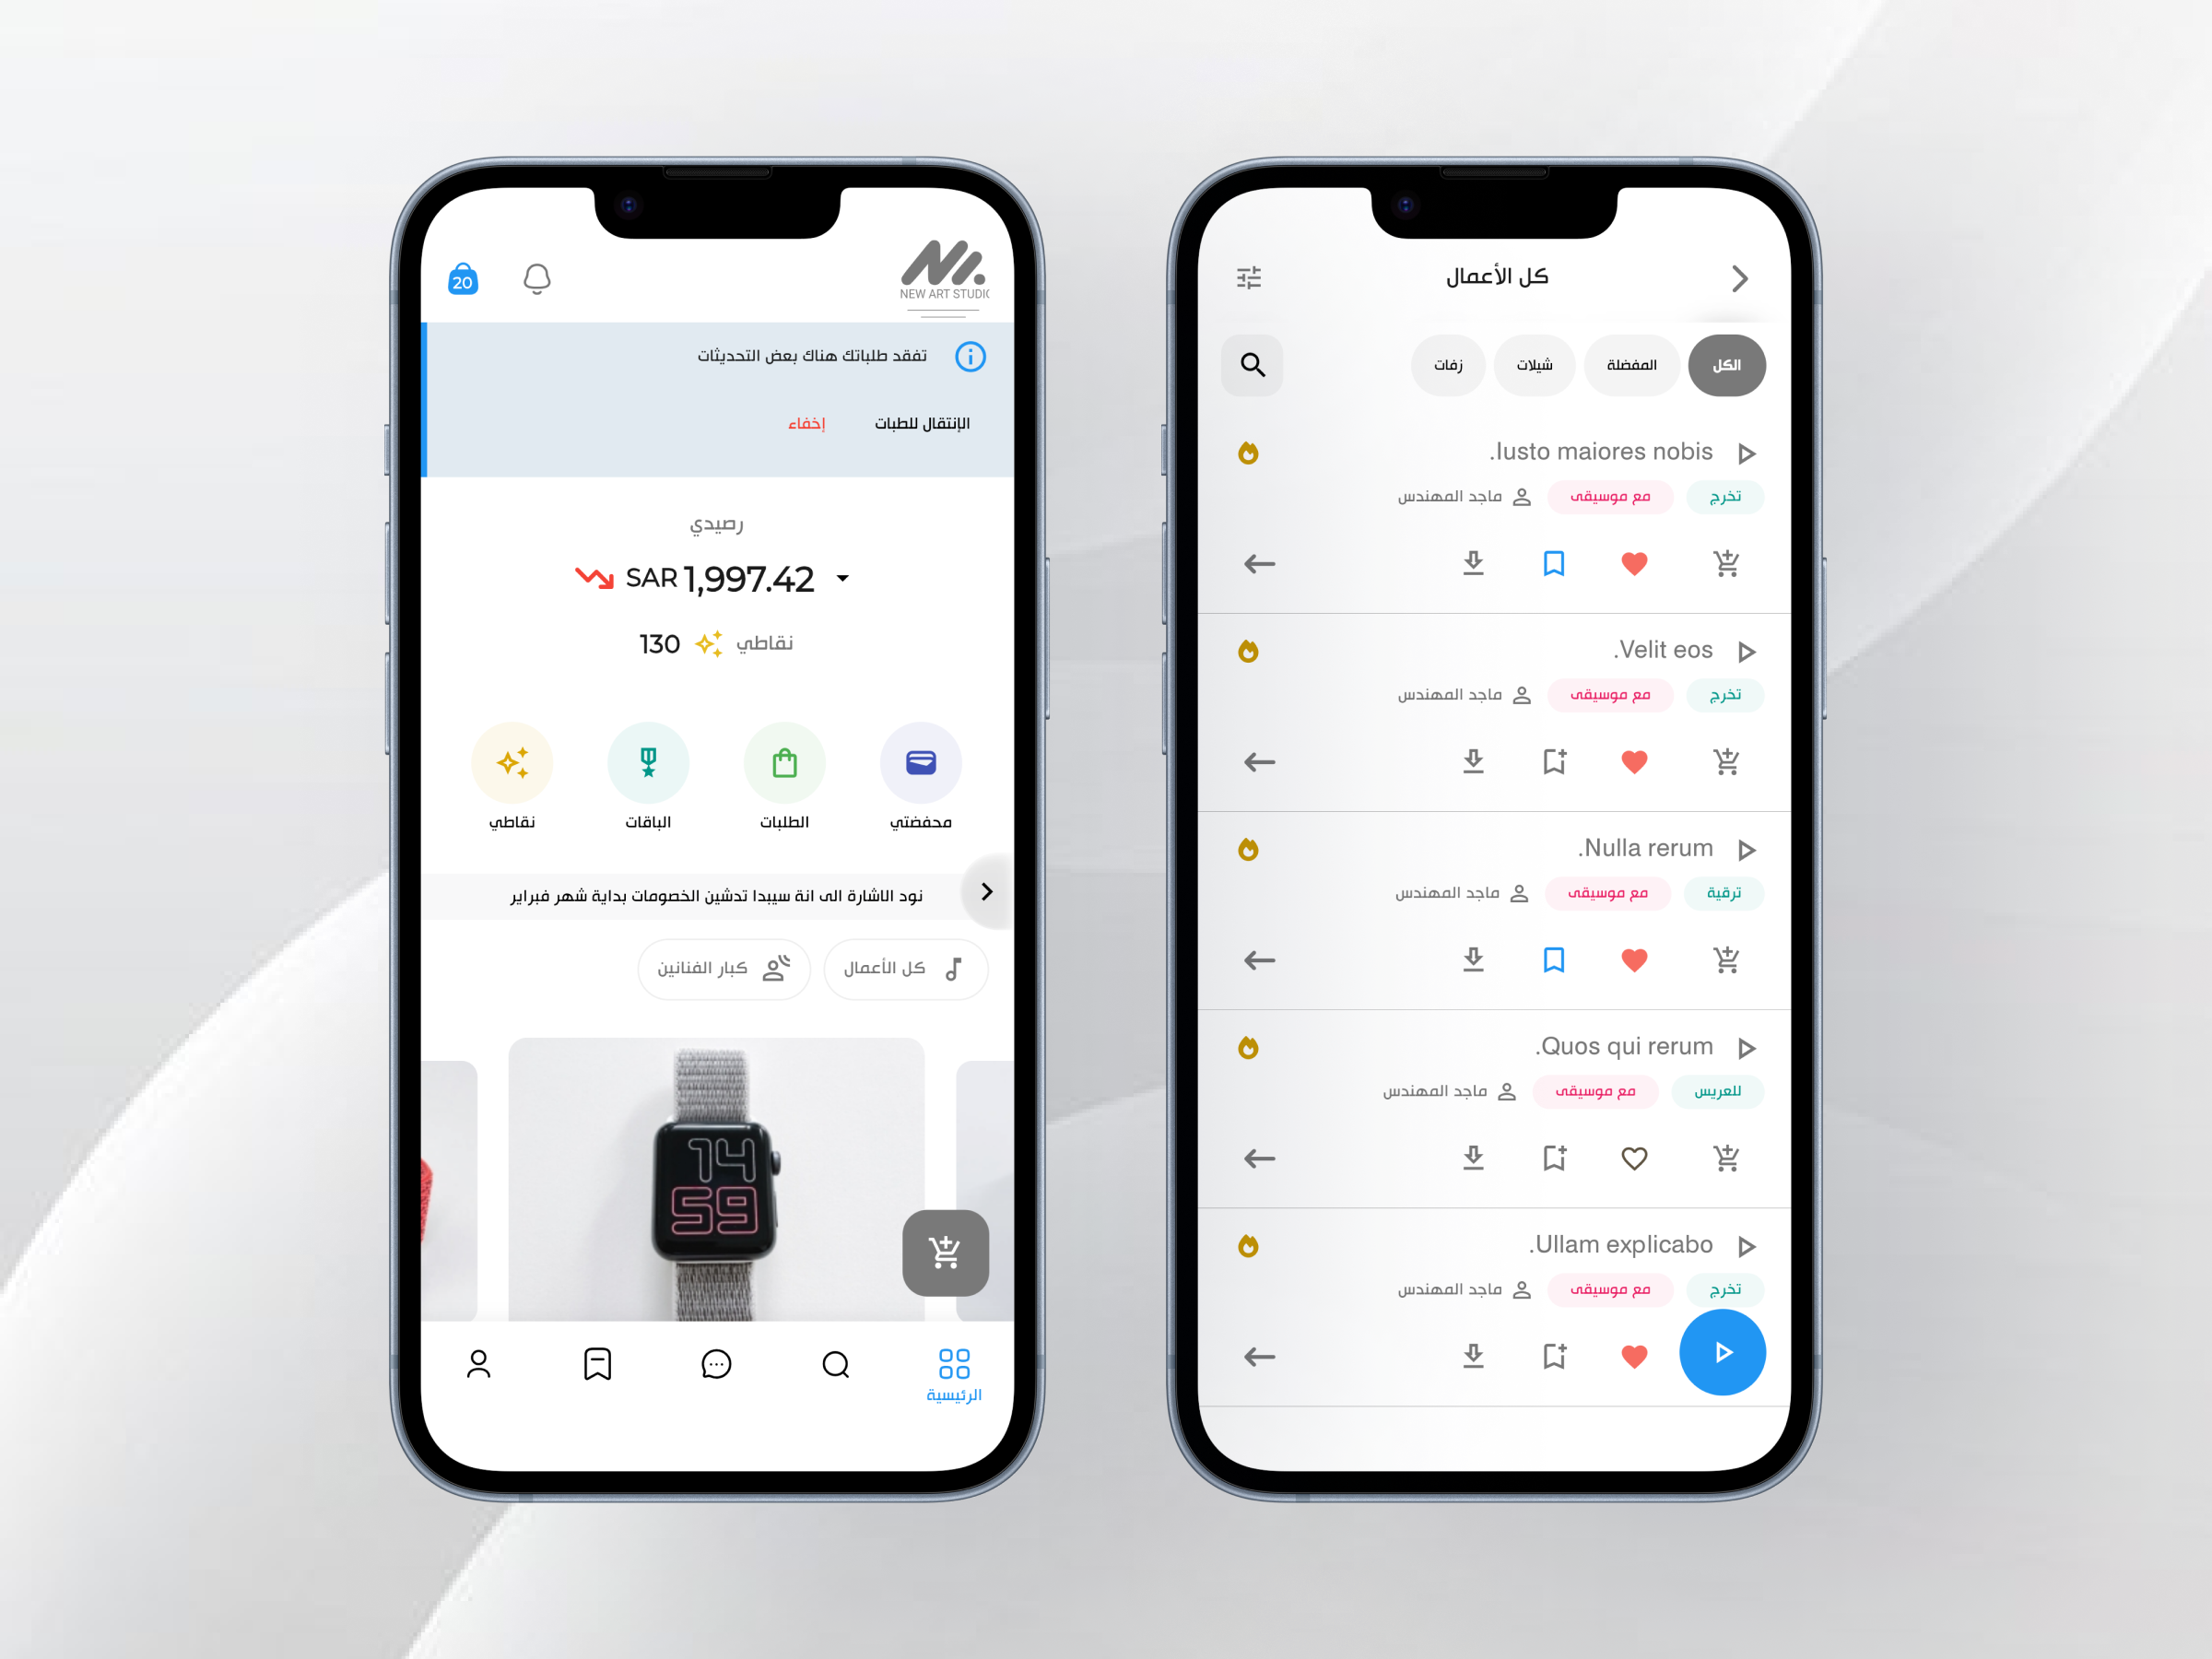 20
NEW ART STUDIO
تفقد طلباتك هناك بعض التحديثات
الإنتقال للطبات
إخفاء
رصيدي
SAR 1,997.42
نقاطي 130
محفضتي
الطلبات
الباقات
نقاطي
نود الاشارة الى انة سيبدا تدشين الخصومات بداية شهر فبراير
كل الأعمال
كبار الفنانين
14
59
الرئيسية
كل الأعمال
الكل
المفضلة
شيلات
زفات
.Iusto maiores nobis
تخرج مع موسيقى ماجد المهندس
.Velit eos
تخرج مع موسيقى ماجد المهندس
.Nulla rerum
ترقية مع موسيقى ماجد المهندس
.Quos qui rerum
للعريس مع موسيقى ماجد المهندس
.Ullam explicabo
تخرج مع موسيقى ماجد المهندس